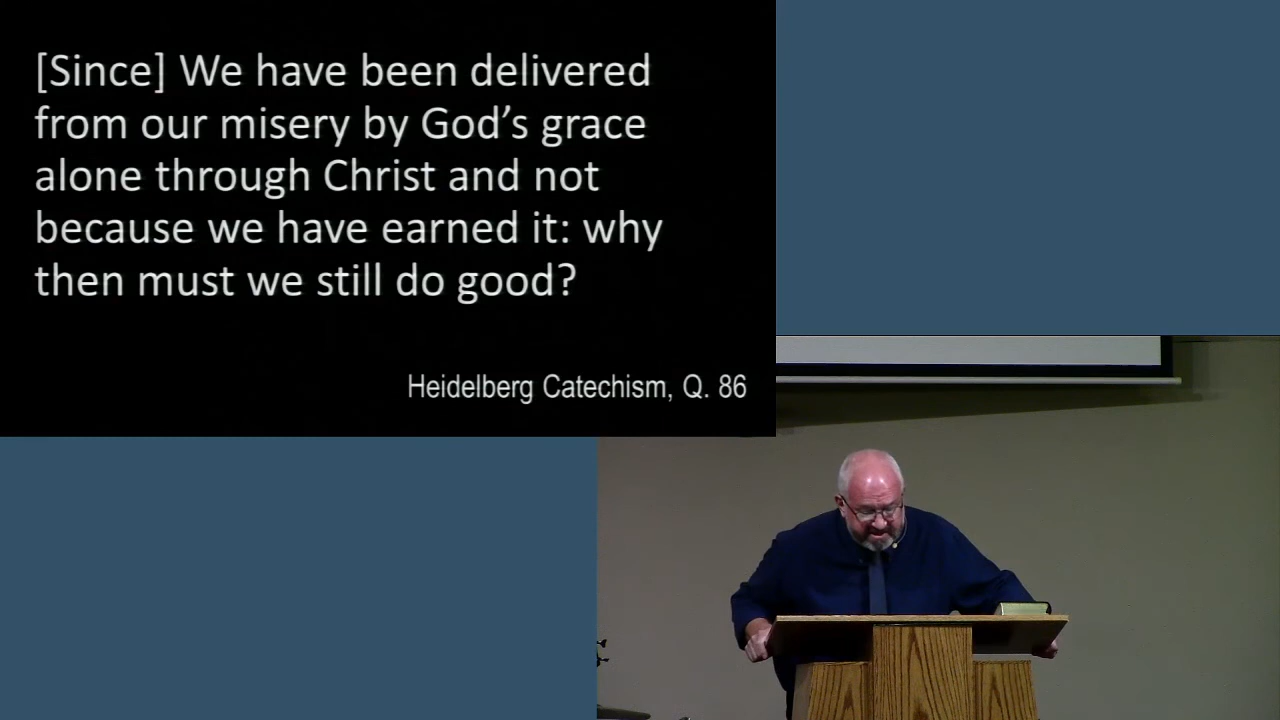 [Since] We have been delivered
from our misery by God’s grace
alone through Christ and not
because we have earned it: why
then must we still do good?
Heidelberg Catechism, Q. 86